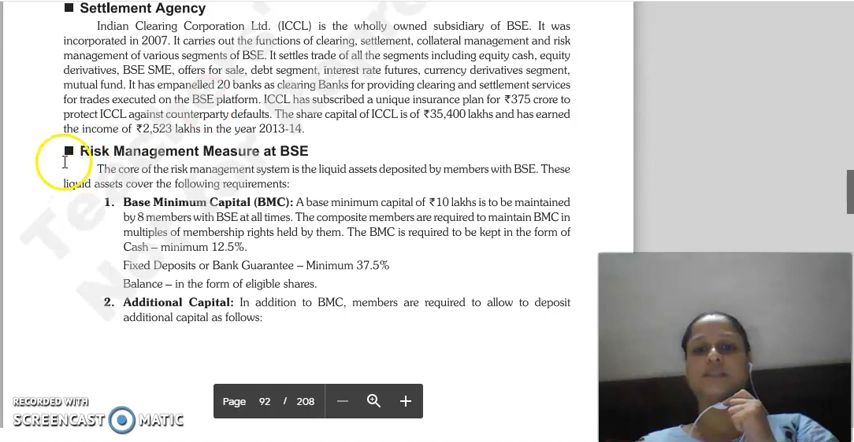 ■ Settlement Agency
Indian Clearing Corporation Ltd. (ICCL) is the wholly owned subsidiary of BSE. It was
incorporated in 2007. It carries out the functions of clearing, settlement, collateral management and risk
management of various segments of BSE. It settles trade of all the segments including equity cash, equity
derivatives, BSE SME, offers for sale, debt segment, interest rate futures, currency derivatives segment,
mutual fund. It has empanelled 20 banks as clearing Banks for providing clearing and settlement services
for trades executed on the BSE platform. ICCL has subscribed a unique insurance plan for ₹375 crore to
protect ICCL against counterparty defaults. The share capital of ICCL is of ₹35,400 lakhs and has earned
the income of ₹2,523 lakhs in the year 2013-14.
■ Risk Management Measure at BSE
The core of the risk management system is the liquid assets deposited by members with BSE. These
liquid assets cover the following requirements:
1. Base Minimum Capital (BMC): A base minimum capital of ₹10 lakhs is to be maintained
by 8 members with BSE at all times. The composite members are required to maintain BMC in
multiples of membership rights held by them. The BMC is required to be kept in the form of
Cash – minimum 12.5%.
Fixed Deposits or Bank Guarantee – Minimum 37.5%
Balance – in the form of eligible shares.
2. Additional Capital: In addition to BMC, members are required to allow to deposit
additional capital as follows:
Page 92 / 208
RECORDED WITH
SCREENCAST MATIC